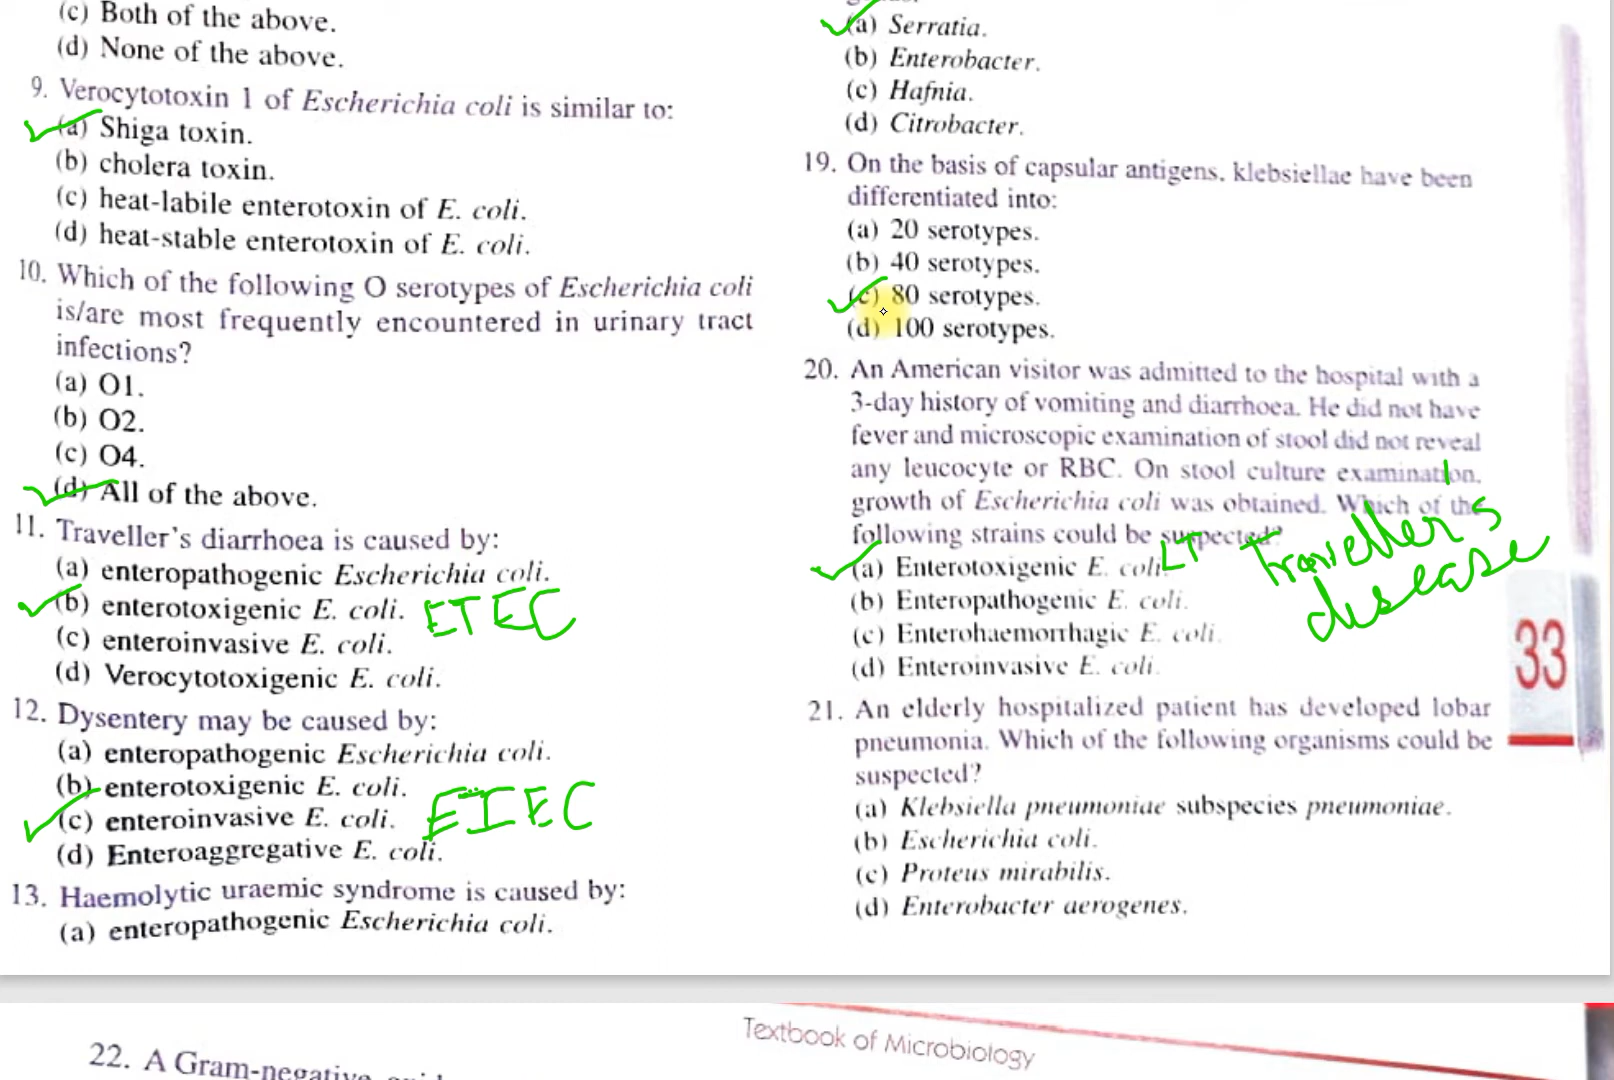 (c) Both of the above.
(d) None of the above.
9. Verocytotoxin 1 of Escherichia coli is similar to:
(a) Shiga toxin.
(b) cholera toxin.
(c) heat-labile enterotoxin of E. coli.
(d) heat-stable enterotoxin of E. coli.
10. Which of the following O serotypes of Escherichia coli
is/are most frequently encountered in urinary tract
infections?
(a) O1.
(b) O2.
(c) O4.
(d) All of the above.
11. Traveller's diarrhoea is caused by:
(a) enteropathogenic Escherichia coli.
(b) enterotoxigenic E. coli. ETEC
(c) enteroinvasive E. coli.
(d) Verocytotoxigenic E. coli.
12. Dysentery may be caused by:
(a) enteropathogenic Escherichia coli.
(b) enterotoxigenic E. coli.
(c) enteroinvasive E. coli. EIEC
(d) Enteroaggregative E. coli.
13. Haemolytic uraemic syndrome is caused by:
(a) enteropathogenic Escherichia coli.
(a) Serratia.
(b) Enterobacter.
(c) Hafnia.
(d) Citrobacter.
19. On the basis of capsular antigens, klebsiellae have been
differentiated into:
(a) 20 serotypes.
(b) 40 serotypes.
(c) 80 serotypes.
(d) 100 serotypes.
20. An American visitor was admitted to the hospital with a
3-day history of vomiting and diarrhoea. He did not have
fever and microscopic examination of stool did not reveal
any leucocyte or RBC. On stool culture examination,
growth of Escherichia coli was obtained. Which of the
following strains could be suspected?
(a) Enterotoxigenic E. coli. LT Traveller's
disease
(b) Enteropathogenic E. coli.
(c) Enterohaemorrhagic E. coli.
(d) Enteroinvasive E. coli.
33
21. An elderly hospitalized patient has developed lobar
pneumonia. Which of the following organisms could be
suspected?
(a) Klebsiella pneumoniae subspecies pneumoniae.
(b) Escherichia coli.
(c) Proteus mirabilis.
(d) Enterobacter aerogenes.
Textbook of Microbiology
22. A Gram-negative